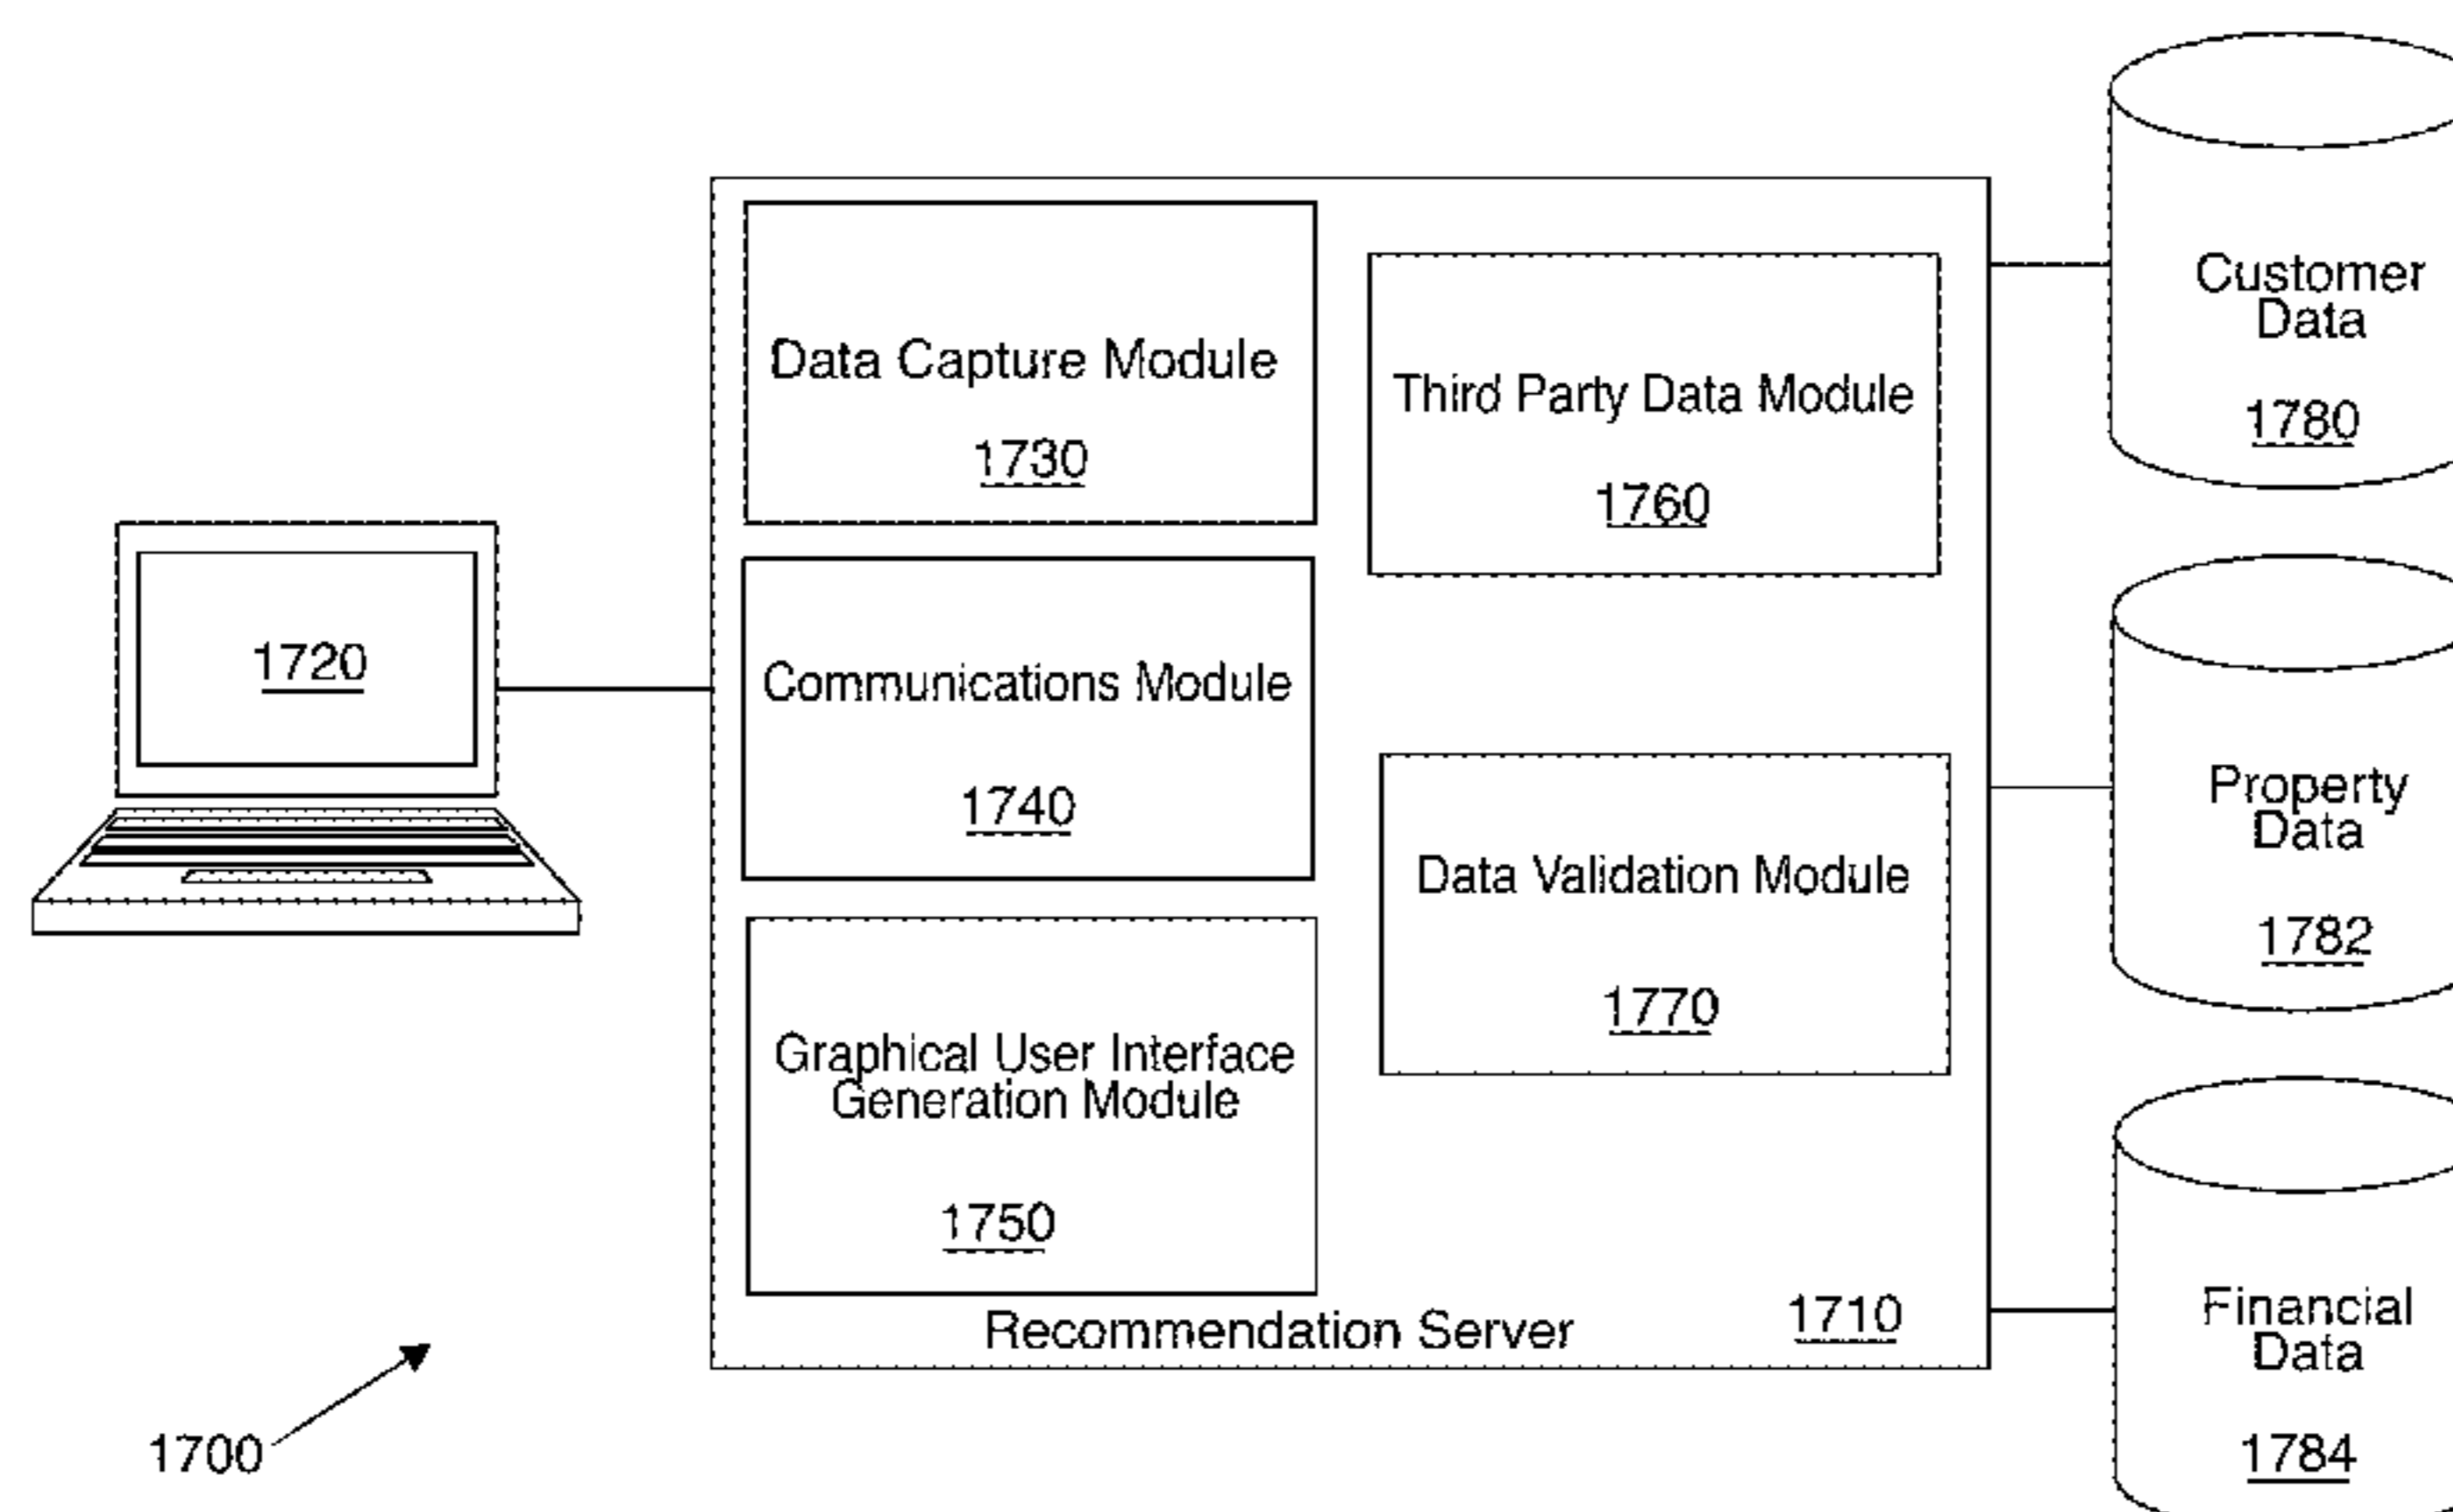 1720
1700
Data Capture Module
1730
Communications Module
1740
Graphical User Interface
Generation Module
1750
Third Party Data Module
1760
Data Validation Module
1770
Recommendation Server
1710
Customer
Data
1780
Property
Data
1782
Financial
Data
1784